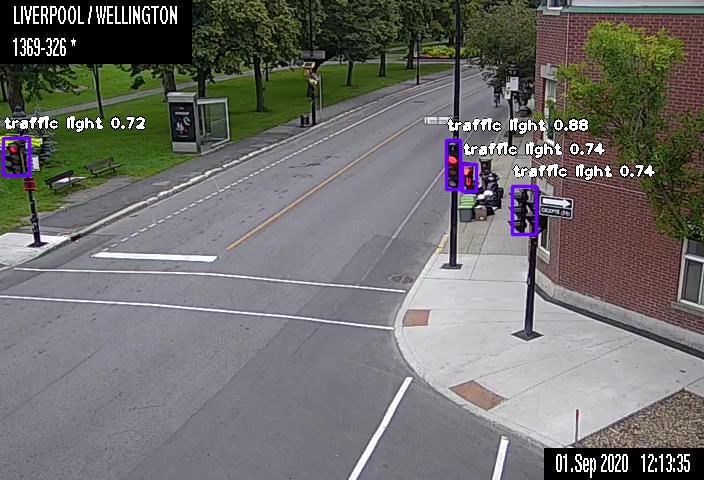 LIVERPOOL / WELLINGTON
1369-326 *
traffic light 0.72
traffic light 0.88
traffic light 0.74
traffic light 0.74
01.Sep 2020 12:13:35